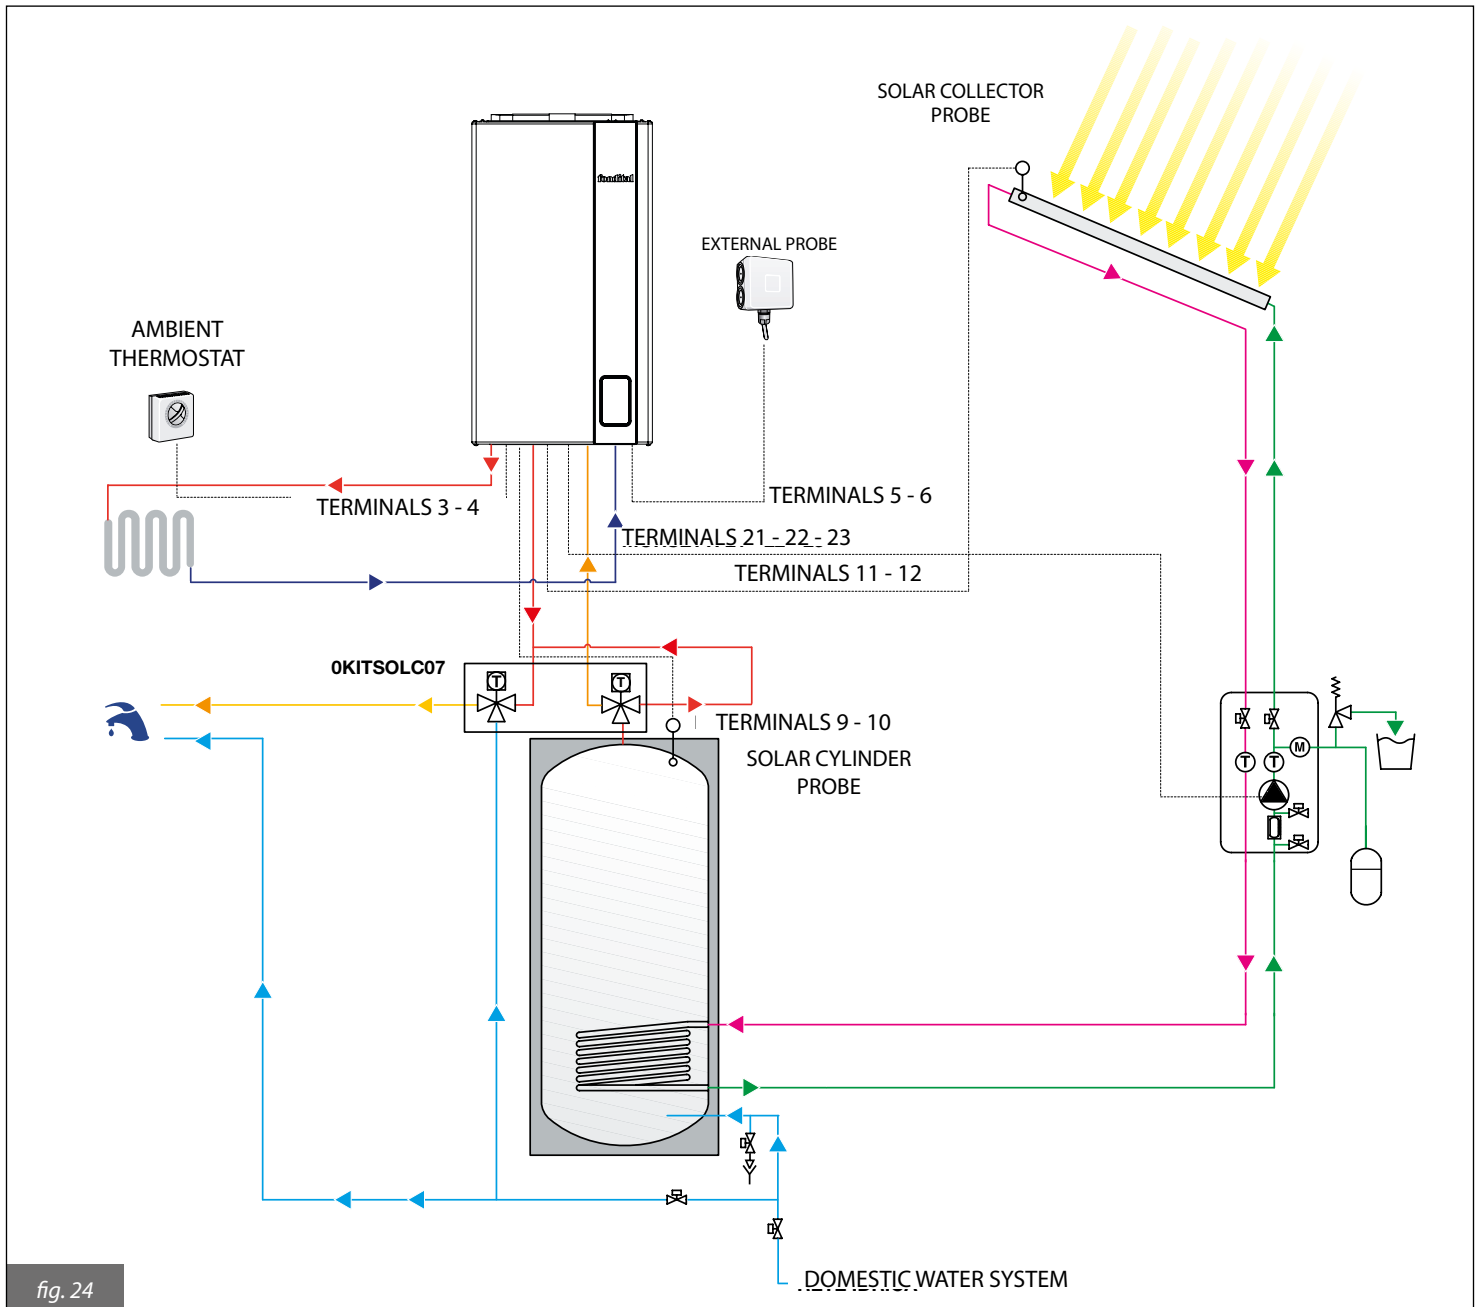 SOLAR COLLECTOR
PROBE
fondital
EXTERNAL PROBE
AMBIENT
THERMOSTAT
TERMINALS 3 - 4
TERMINALS 5 - 6
TERMINALS 21 - 22 - 23
TERMINALS 11 - 12
0KITSOLC07
T
T
TERMINALS 9 - 10
SOLAR CYLINDER
PROBE
M
T
T
DOMESTIC WATER SYSTEM
fig. 24